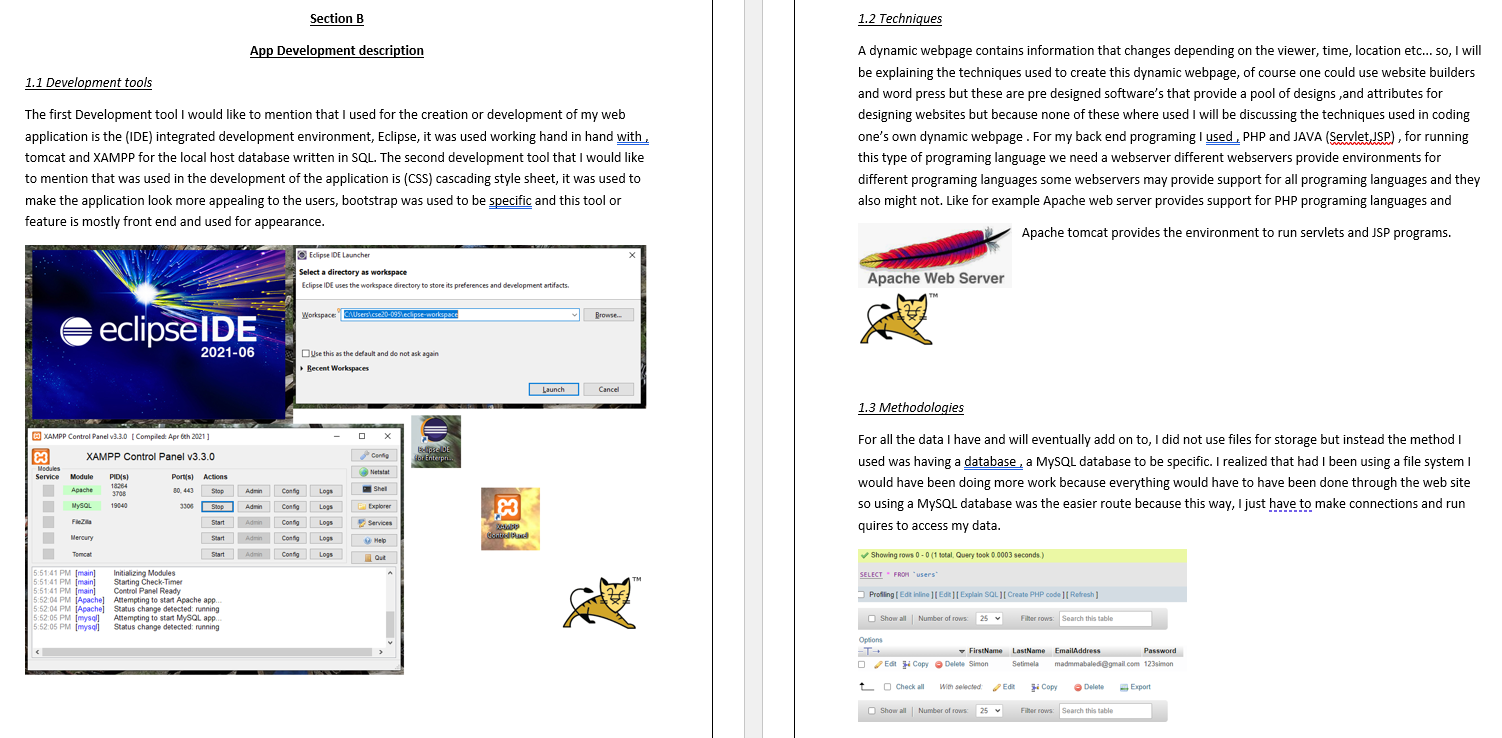 Section B
App Development description
1.1 Development tools
The first Development tool I would like to mention that I used for the creation or development of my web
application is the (IDE) integrated development environment, Eclipse, it was used working hand in hand with ,
tomcat and XAMPP for the local host database written in SQL. The second development tool that I would like
to mention that was used in the development of the application is (CSS) cascading style sheet, it was used to
make the application look more appealing to the users, bootstrap was used to be specific and this tool or
feature is mostly front end and used for appearance.
eclipse IDE
2021-06
Eclipse IDE Launcher
Select a directory as workspace
Eclipse IDE uses the workspace directory to store its preferences and development artifacts.
Workspace: C:\Users\cse20-095\eclipse-workspace Browse...
Use this as the default and do not ask again
Recent Workspaces
Launch Cancel
XAMPP Control Panel v3.3.0 [ Compiled: Apr 6th 2021 ]
XAMPP Control Panel v3.3.0
Config
Netstat
Shell
Explorer
Services
Help
Quit
Modules
Service Module PID(s) Port(s) Actions
Apache 18264 3708 80, 443 Stop Admin Config Logs
MySQL 19040 3306 Stop Admin Config Logs
FileZilla Start Admin Config Logs
Mercury Start Admin Config Logs
Tomcat Start Admin Config Logs
5:51:41 PM [main] Initializing Modules
5:51:41 PM [main] Starting Check-Timer
5:51:41 PM [main] Control Panel Ready
5:52:04 PM [Apache] Attempting to start Apache app...
5:52:04 PM [Apache] Status change detected: running
5:52:05 PM [mysql] Attempting to start MySQL app...
5:52:05 PM [mysql] Status change detected: running
Eclipse IDE
for Enterpri...
XAMPP
Control Panel
TM
1.2 Techniques
A dynamic webpage contains information that changes depending on the viewer, time, location etc... so, I will
be explaining the techniques used to create this dynamic webpage, of course one could use website builders
and word press but these are pre designed software's that provide a pool of designs ,and attributes for
designing websites but because none of these where used I will be discussing the techniques used in coding
one's own dynamic webpage . For my back end programing I used , PHP and JAVA (Servlet,JSP) , for running
this type of programing language we need a webserver different webservers provide environments for
different programing languages some webservers may provide support for all programing languages and they
also might not. Like for example Apache web server provides support for PHP programing languages and
Apache tomcat provides the environment to run servlets and JSP programs.
Apache Web Server
TM
1.3 Methodologies
For all the data I have and will eventually add on to, I did not use files for storage but instead the method I
used was having a database , a MySQL database to be specific. I realized that had I been using a file system I
would have been doing more work because everything would have to have been done through the web site
so using a MySQL database was the easier route because this way, I just have to make connections and run
quires to access my data.
Showing rows 0 - 0 (1 total, Query took 0.0003 seconds.)
SELECT * FROM `users`
Profiling [ Edit inline ] [ Edit ] [ Explain SQL ] [ Create PHP code ] [ Refresh ]
Show all Number of rows: 25 Filter rows: Search this table
Options
FirstName LastName EmailAddress Password
Edit Copy Delete Simon Setimela madmmabaledi@gmail.com 123simon
Check all With selected: Edit Copy Delete Export
Show all Number of rows: 25 Filter rows: Search this table